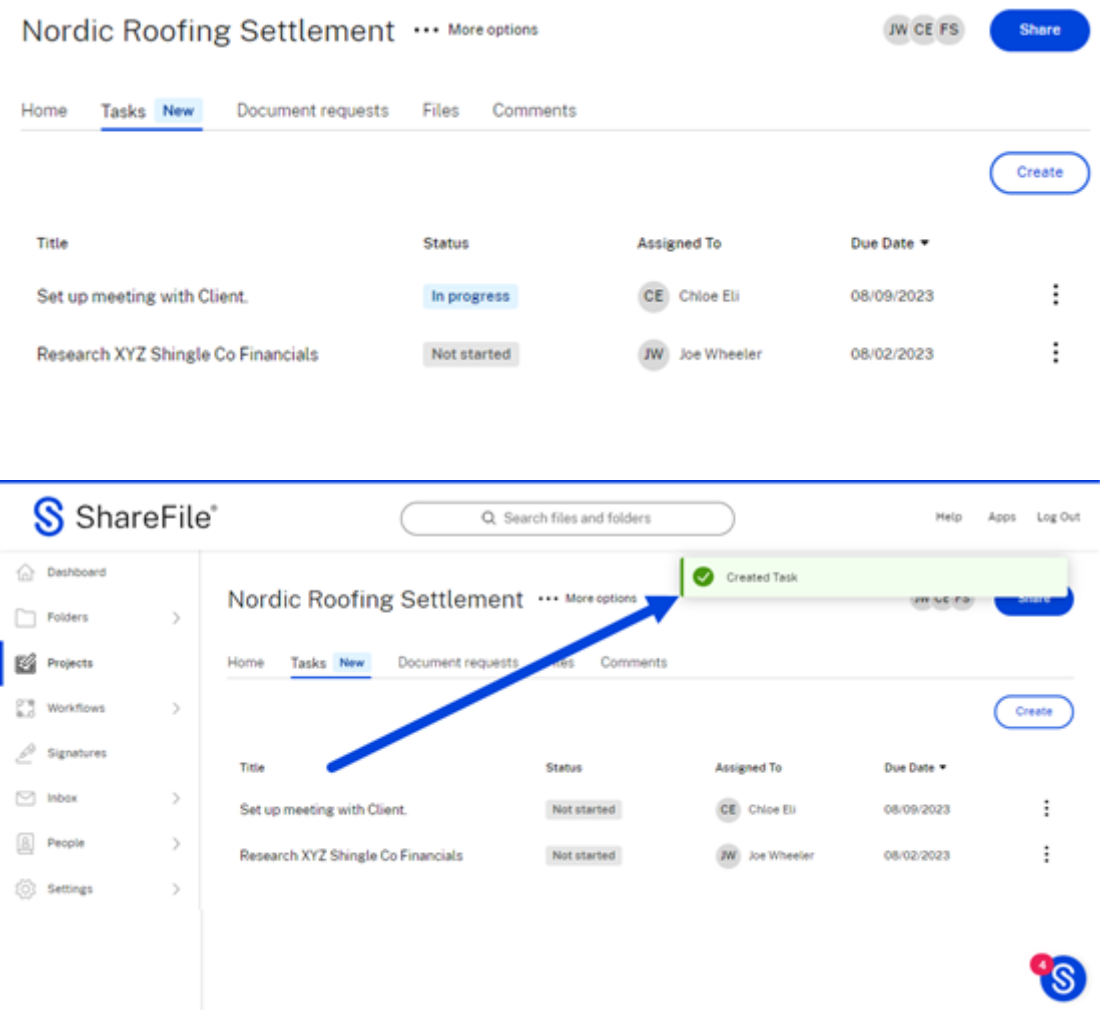 Nordic Roofing Settlement ••• More options JW CE FS Share
Home Tasks New Document requests Files Comments
Create
Title Status Assigned To Due Date
Set up meeting with Client. In progress CE Chloe Eli 08/09/2023
Research XYZ Shingle Co Financials Not started JW Joe Wheeler 08/02/2023
ShareFile® Search files and folders Help Apps Log Out
Created Task
Dashboard
Folders
Projects
Workflows
Signatures
Inbox
People
Settings
Nordic Roofing Settlement ••• More options JW CE FS Share
Home Tasks New Document requests Files Comments
Create
Title Status Assigned To Due Date
Set up meeting with Client. Not started CE Chloe Eli 08/09/2023
Research XYZ Shingle Co Financials Not started JW Joe Wheeler 08/02/2023
4